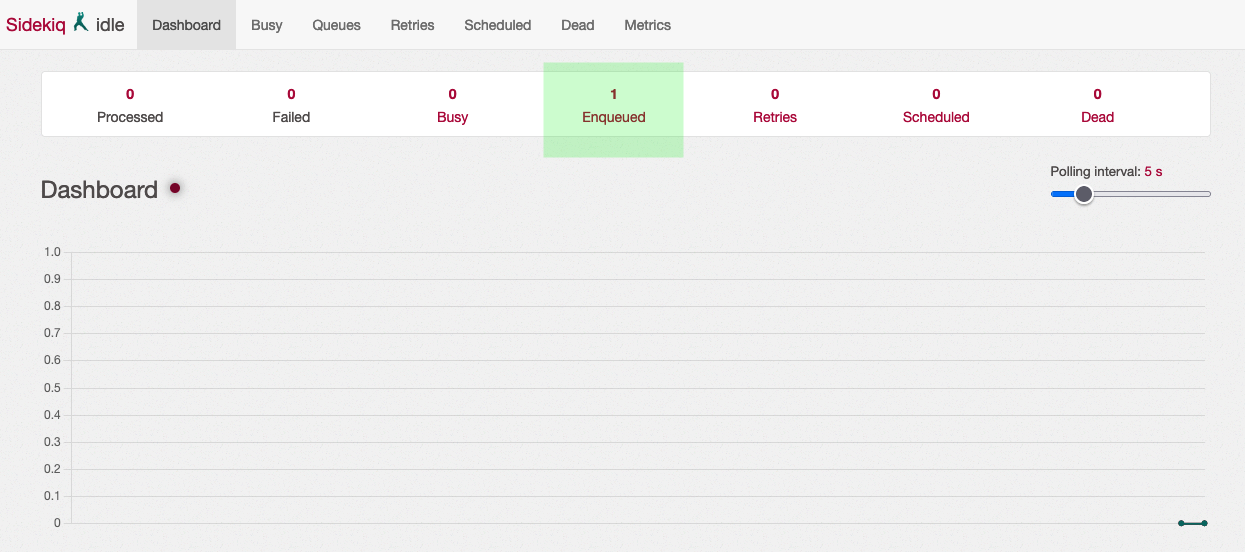 Sidekiq idle Dashboard Busy Queues Retries Scheduled Dead Metrics
0 0 0 1 0 0 0
Processed Failed Busy Enqueued Retries Scheduled Dead
Polling interval: 5 s
Dashboard
1.0
0.9
0.8
0.7
0.6
0.5
0.4
0.3
0.2
0.1
0